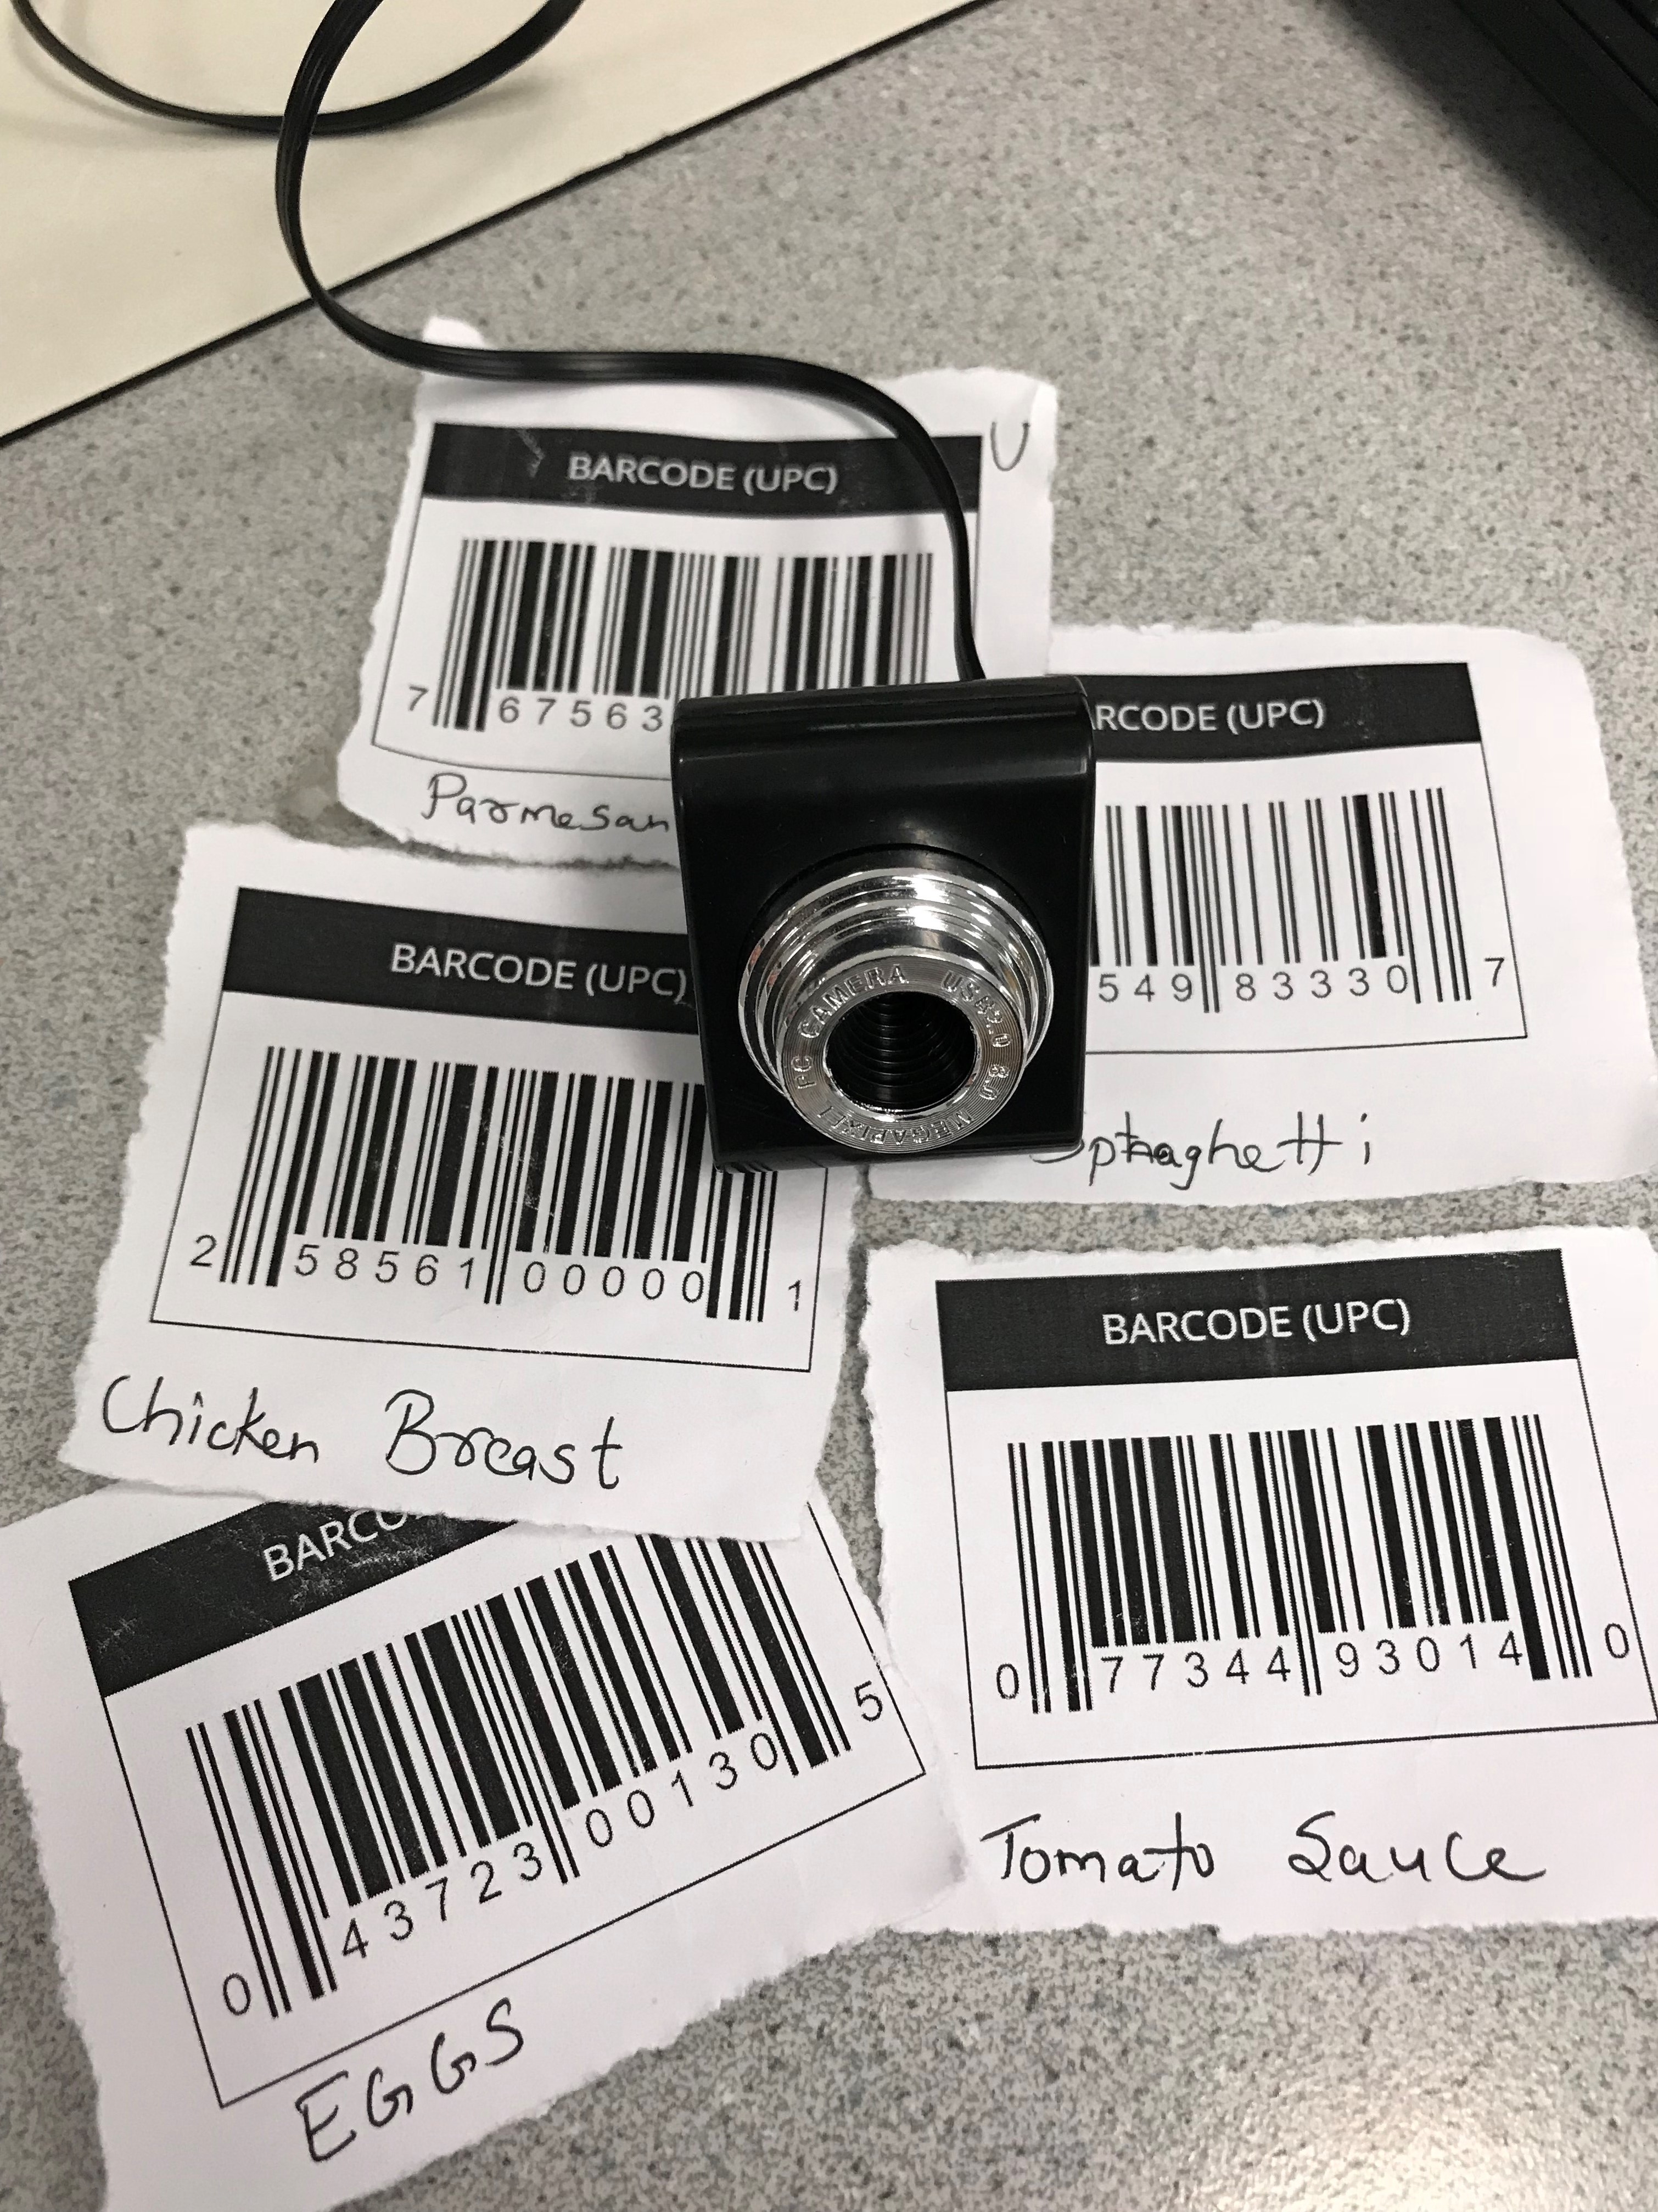 BARCODE (UPC)
U
7 67563
Parmesan
RCODE (UPC)
549 83330 7
Spthaghetti
BARCODE (UPC)
2 58561 00000 1
Chicken Breast
PC CAMERA USB2.0 8.0 MEGAPIXEL
BARCODE (UPC)
0 77344 93014 0
Tomato Sauce
BARCO
0 43723 00130 5
EGGS